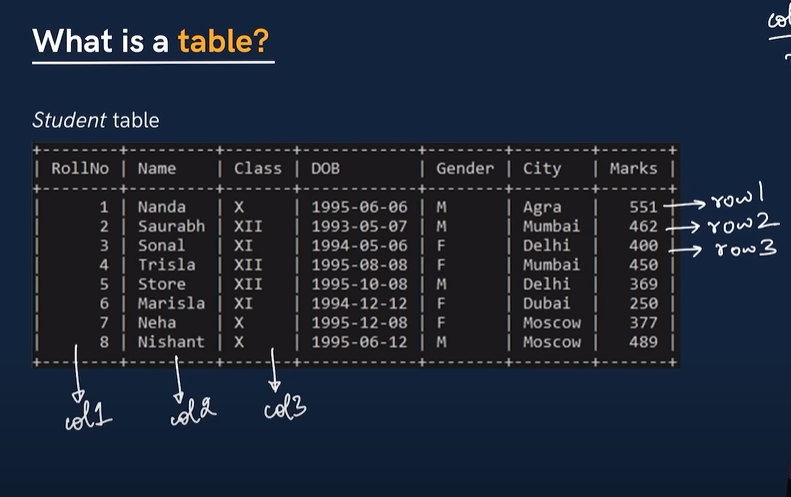 What is a table?
col
Student table
+--------+---------+-------+------------+--------+--------+-------+
| RollNo | Name | Class | DOB | Gender | City | Marks |
+--------+---------+-------+------------+--------+--------+-------+
| 1 | Nanda | X | 1995-06-06 | M | Agra | 551 | → row1
| 2 | Saurabh | XII | 1993-05-07 | M | Mumbai | 462 | → row2
| 3 | Sonal | XI | 1994-05-06 | F | Delhi | 400 | → row3
| 4 | Trisla | XII | 1995-08-08 | F | Mumbai | 450 |
| 5 | Store | XII | 1995-10-08 | M | Delhi | 369 |
| 6 | Marisla | XI | 1994-12-12 | F | Dubai | 250 |
| 7 | Neha | X | 1995-12-08 | F | Moscow | 377 |
| 8 | Nishant | X | 1995-06-12 | M | Moscow | 489 |
+--------+---------+-------+------------+--------+--------+-------+
col1 col2 col3